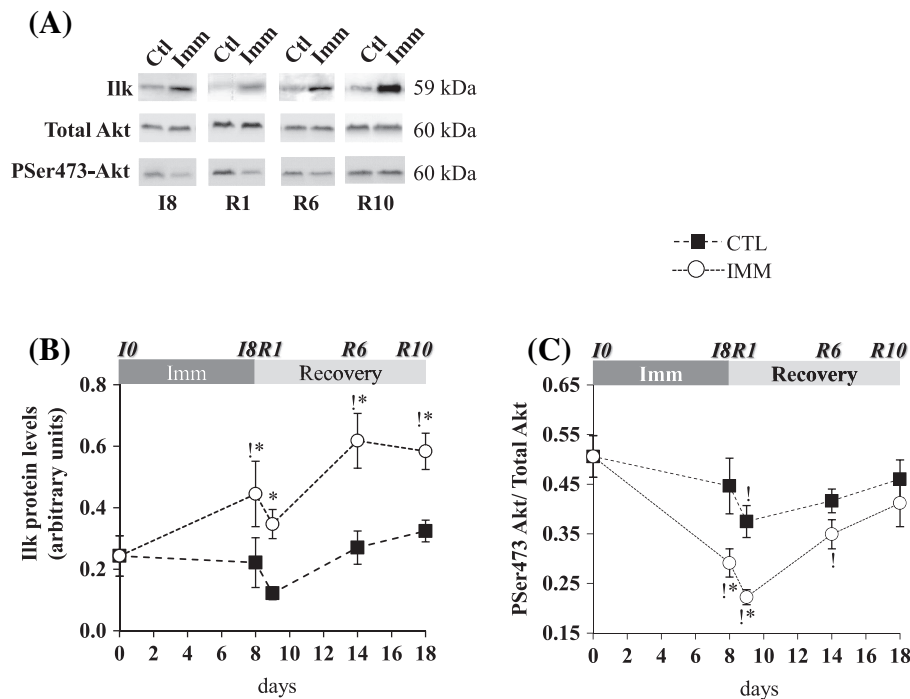 (A)
Ctl Imm Ctl Imm Ctl Imm Ctl Imm
Ilk 59 kDa
Total Akt 60 kDa
PSer473-Akt 60 kDa
I8 R1 R6 R10
CTL
IMM
(B)
I0 I8 R1 R6 R10
Imm Recovery
0.8
0.6
0.4
0.2
0.0
Ilk protein levels
(arbitrary units)
!*
*
!*
!*
0 2 4 6 8 10 12 14 16 18
days
(C)
I0 I8 R1 R6 R10
Imm Recovery
0.65
0.55
0.45
0.35
0.25
0.15
PSer473 Akt/ Total Akt
!
!
!*
!*
0 2 4 6 8 10 12 14 16 18
days